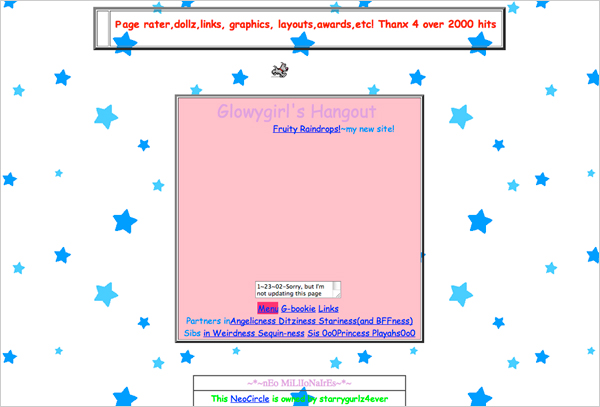 Page rater,dollz,links, graphics, layouts,awards,etc! Thanx 4 over 2000 hits
Glowygirl's Hangout
Fruity Raindrops!~my new site!
1~23~02~Sorry, but I'm
not updating this page
Menu G-bookie Links
Partners inAngelicness Ditziness Stariness(and BFFness)
Sibs in Weirdness Sequin-ness Sis 0o0Princess Playahs0o0
~*~nEo MiLlIoNaIrEs~*~
This NeoCircle is owned by starrygurlz4ever